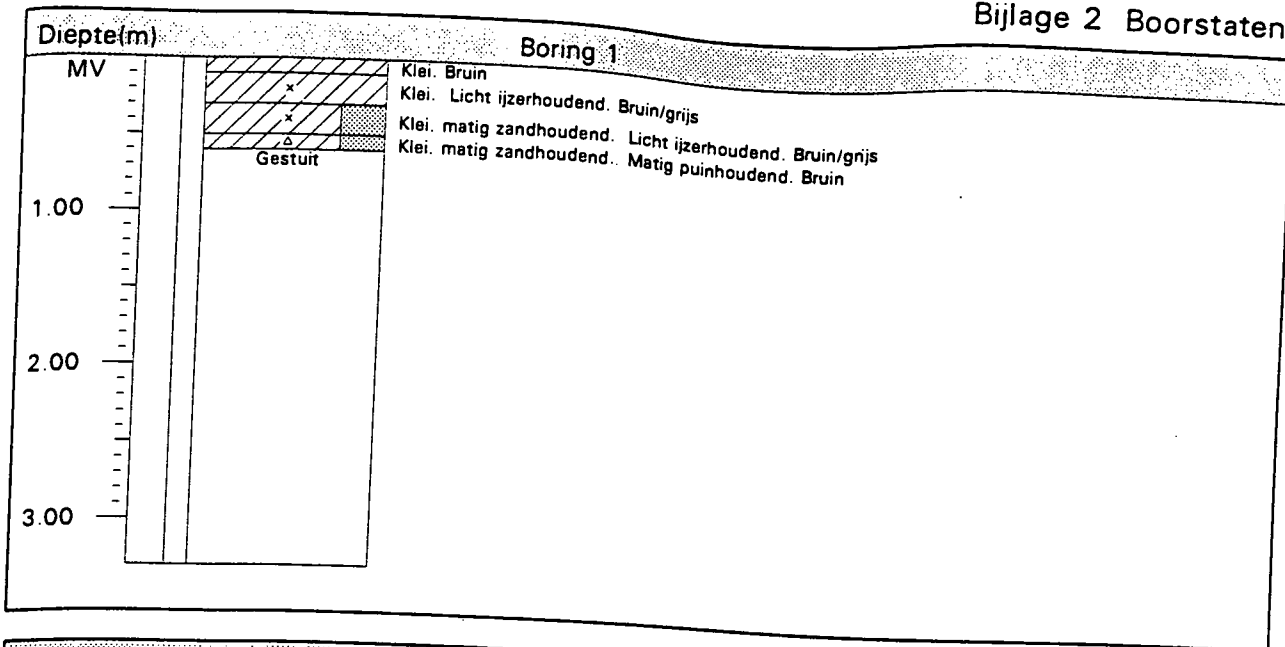 Bijlage 2 Boorstaten
Diepte(m)
Boring 1
MV
Klei. Bruin
Klei. Licht ijzerhoudend. Bruin/grijs
Klei. matig zandhoudend. Licht ijzerhoudend. Bruin/grijs
Klei. matig zandhoudend.. Matig puinhoudend. Bruin
Gestuit
1.00
2.00
3.00